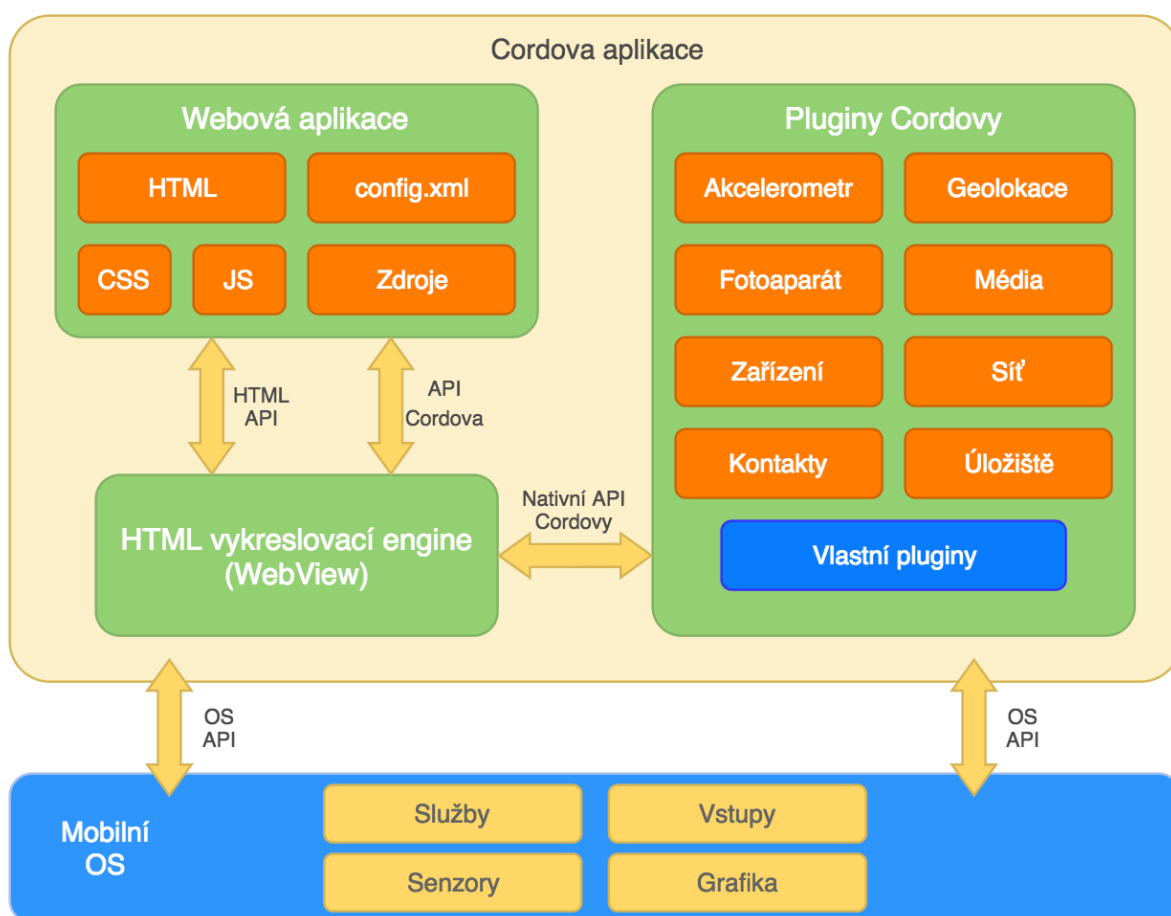 Cordova aplikace
Webová aplikace
HTML
config.xml
CSS
JS
Zdroje
HTML
API
API
Cordova
HTML vykreslovací engine
(WebView)
Nativní API
Cordovy
Pluginy Cordovy
Akcelerometr
Geolokace
Fotoaparát
Média
Zařízení
Síť
Kontakty
Úložiště
Vlastní pluginy
OS
API
OS
API
Mobilní
OS
Služby
Vstupy
Senzory
Grafika